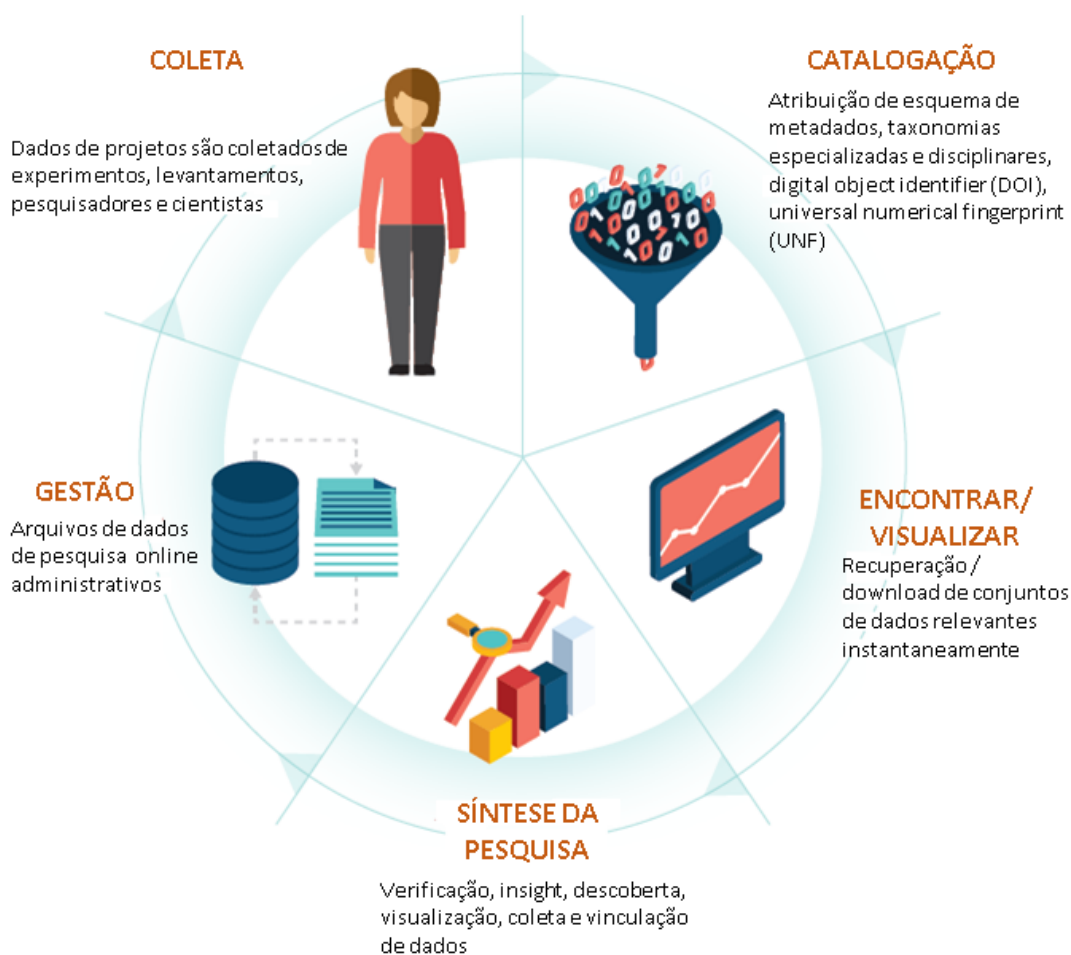 COLETA
Dados de projetos são coletados de
experimentos, levantamentos,
pesquisadores e cientistas
CATALOGAÇÃO
Atribuição de esquema de
metadados, taxonomias
especializadas e disciplinares,
digital object identifier (DOI),
universal numerical fingerprint
(UNF)
ENCONTRAR/
VISUALIZAR
Recuperação /
download de conjuntos
de dados relevantes
instantaneamente
SÍNTESE DA
PESQUISA
Verificação, insight, descoberta,
visualização, coleta e vinculação
de dados
GESTÃO
Arquivos de dados
de pesquisa online
administrativos